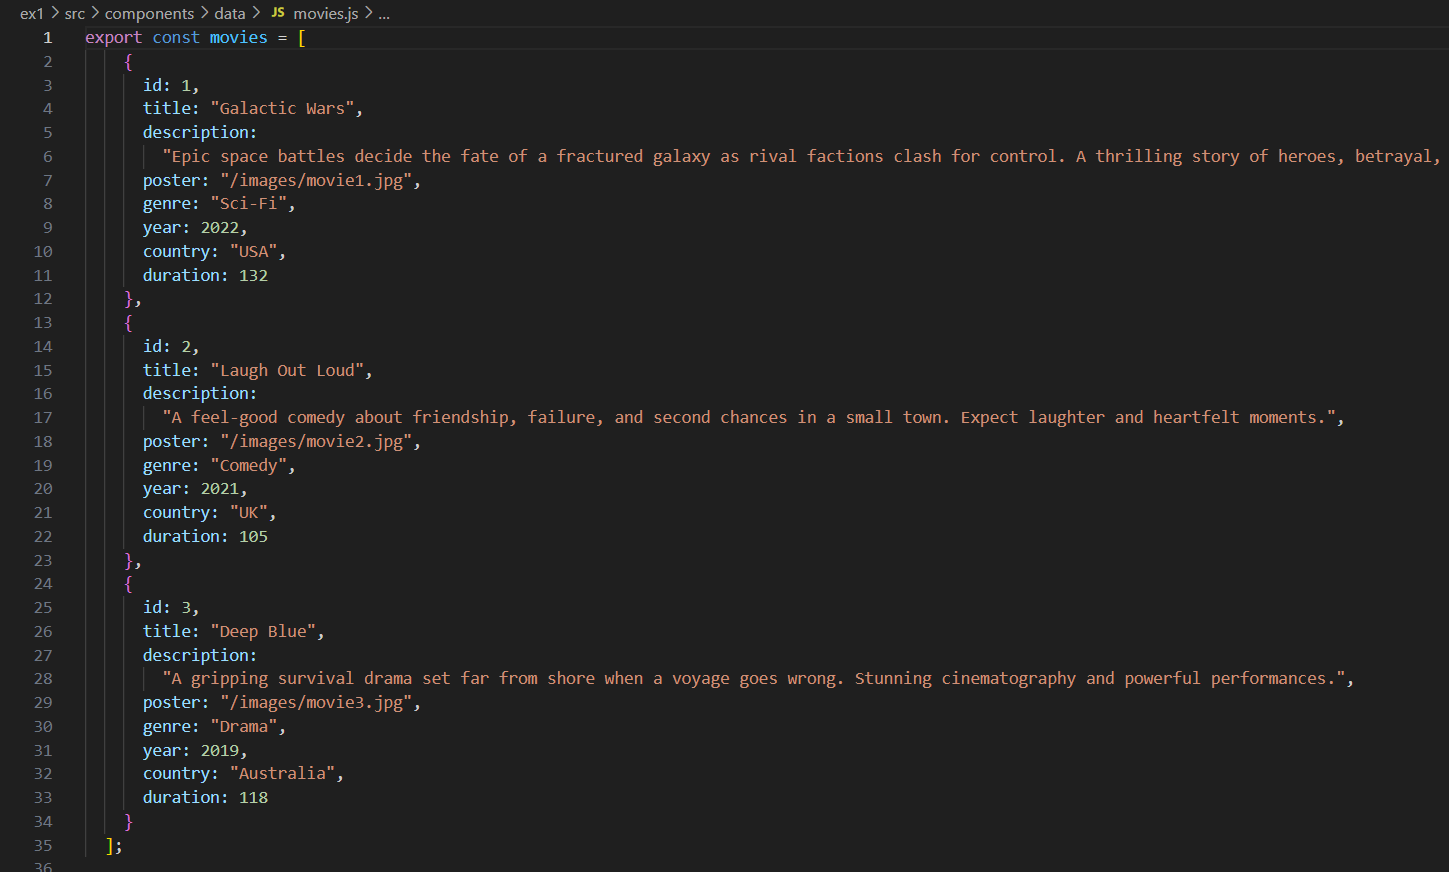 ex1 > src > components > data > JS movies.js > ...
1 export const movies = [
2 {
3 id: 1,
4 title: "Galactic Wars",
5 description:
6 "Epic space battles decide the fate of a fractured galaxy as rival factions clash for control. A thrilling story of heroes, betrayal,
7 poster: "/images/movie1.jpg",
8 genre: "Sci-Fi",
9 year: 2022,
10 country: "USA",
11 duration: 132
12 },
13 {
14 id: 2,
15 title: "Laugh Out Loud",
16 description:
17 "A feel-good comedy about friendship, failure, and second chances in a small town. Expect laughter and heartfelt moments.",
18 poster: "/images/movie2.jpg",
19 genre: "Comedy",
20 year: 2021,
21 country: "UK",
22 duration: 105
23 },
24 {
25 id: 3,
26 title: "Deep Blue",
27 description:
28 "A gripping survival drama set far from shore when a voyage goes wrong. Stunning cinematography and powerful performances.",
29 poster: "/images/movie3.jpg",
30 genre: "Drama",
31 year: 2019,
32 country: "Australia",
33 duration: 118
34 }
35 ];
36